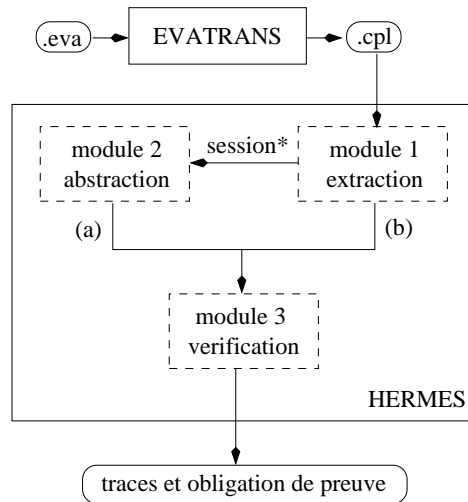 .eva
EVATRANS
.cpl
module 2
abstraction
session*
module 1
extraction
(a)
(b)
module 3
verification
HERMES
traces et obligation de preuve